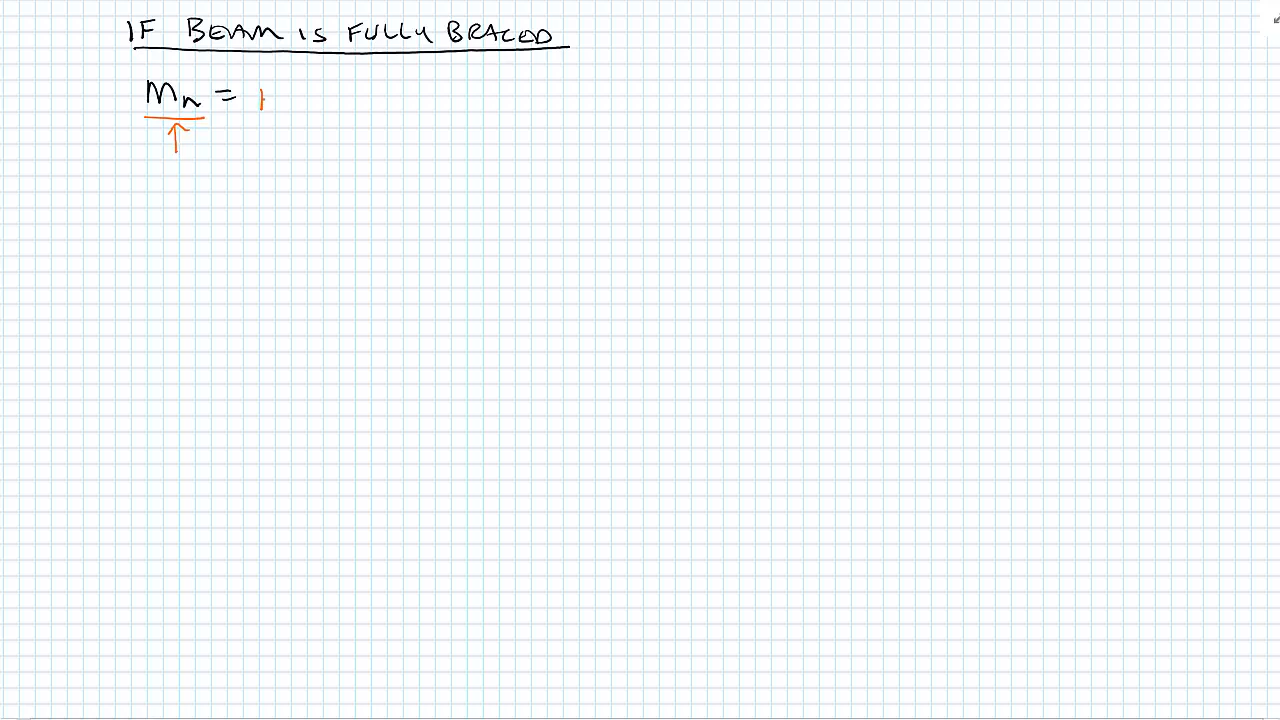 IF BEAM IS FULLY BRACED
Mn =